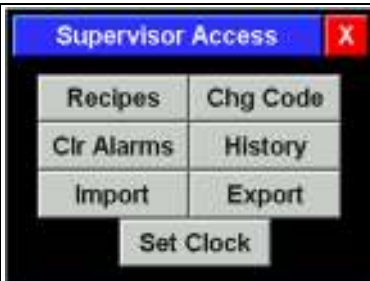 Supervisor Access X
Recipes Chg Code
Clr Alarms History
Import Export
Set Clock